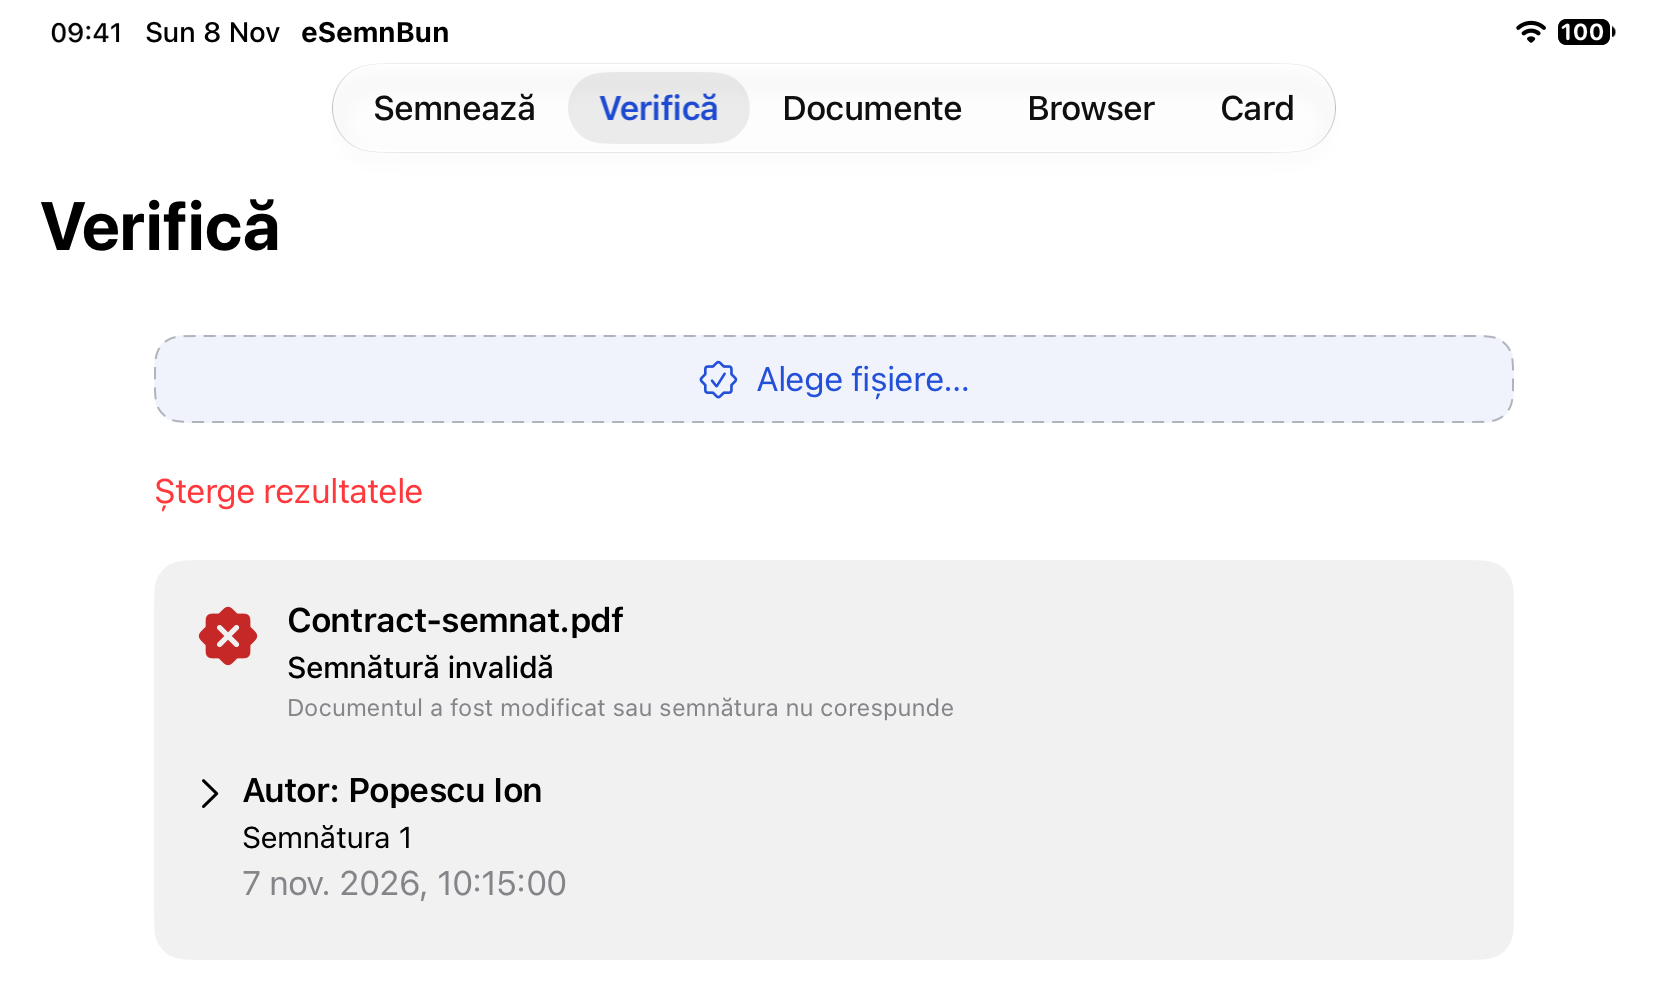 09:41 Sun 8 Nov eSemnBun
100
Semnează Verifică Documente Browser Card
Verifică
Alege fișiere...
Șterge rezultatele
Contract-semnat.pdf
Semnătură invalidă
Documentul a fost modificat sau semnătura nu corespunde
Autor: Popescu Ion
Semnătura 1
7 nov. 2026, 10:15:00